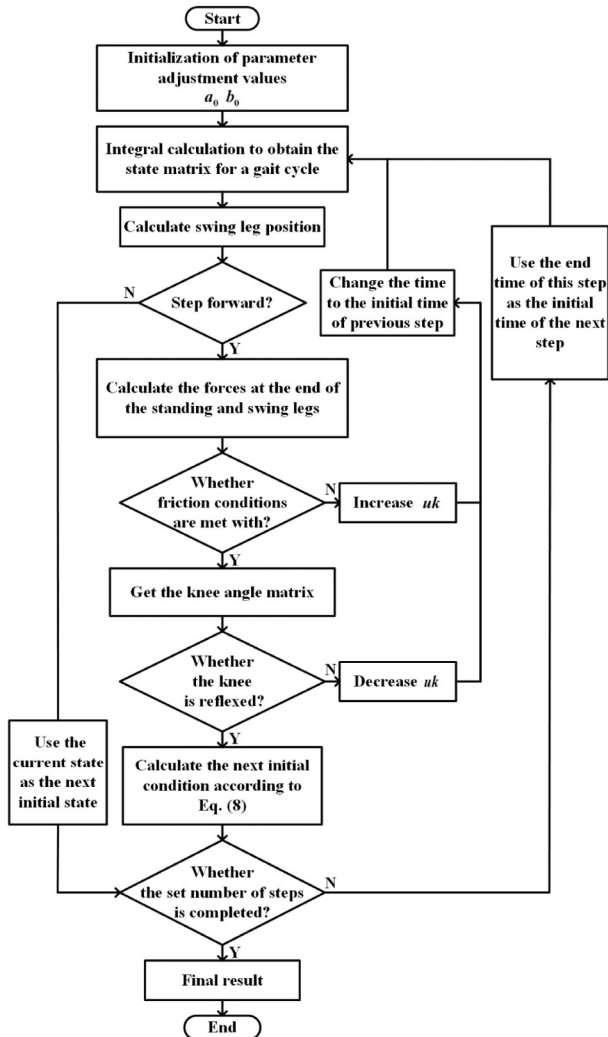 Start
Initialization of parameter
adjustment values
a₀ b₀
Integral calculation to obtain the
state matrix for a gait cycle
Calculate swing leg position
N
Step forward?
Y
Change the time
to the initial time
of previous step
Use the end
time of this step
as the initial
time of the next
step
Calculate the forces at the end of
the standing and swing legs
Whether
friction conditions
are met with?
N
Increase uk
Y
Get the knee angle matrix
Whether
the knee
is reflexed?
N
Decrease uk
Y
Use the
current state
as the next
initial state
Calculate the next initial
condition according to
Eq. (8)
Whether
the set number of steps
is completed?
N
Y
Final result
End